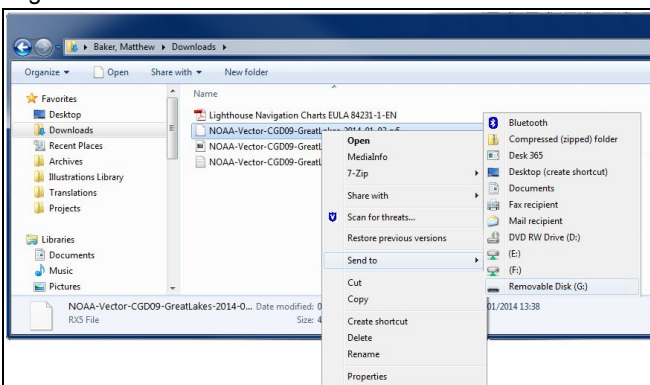 Baker, Matthew ▸ Downloads ▸
Organize ▾ Open Share with ▾ New folder
Favorites
Desktop
Downloads
Recent Places
Archives
Illustrations Library
Translations
Projects
Libraries
Documents
Music
Pictures
Name
Lighthouse Navigation Charts EULA 84231-1-EN
NOAA-Vector-CGD09-GreatLakes-2014-01-02
NOAA-Vector-CGD09-GreatL
NOAA-Vector-CGD09-GreatL
Open
MediaInfo
7-Zip
Share with
Scan for threats...
Restore previous versions
Send to
Cut
Copy
Create shortcut
Delete
Rename
Properties
Bluetooth
Compressed (zipped) folder
Desk 365
Desktop (create shortcut)
Documents
Fax recipient
Mail recipient
DVD RW Drive (D:)
(E:)
(F:)
Removable Disk (G:)
NOAA-Vector-CGD09-GreatLakes-2014-0... Date modified: 0 01/2014 13:38
RX5 File Size: 4